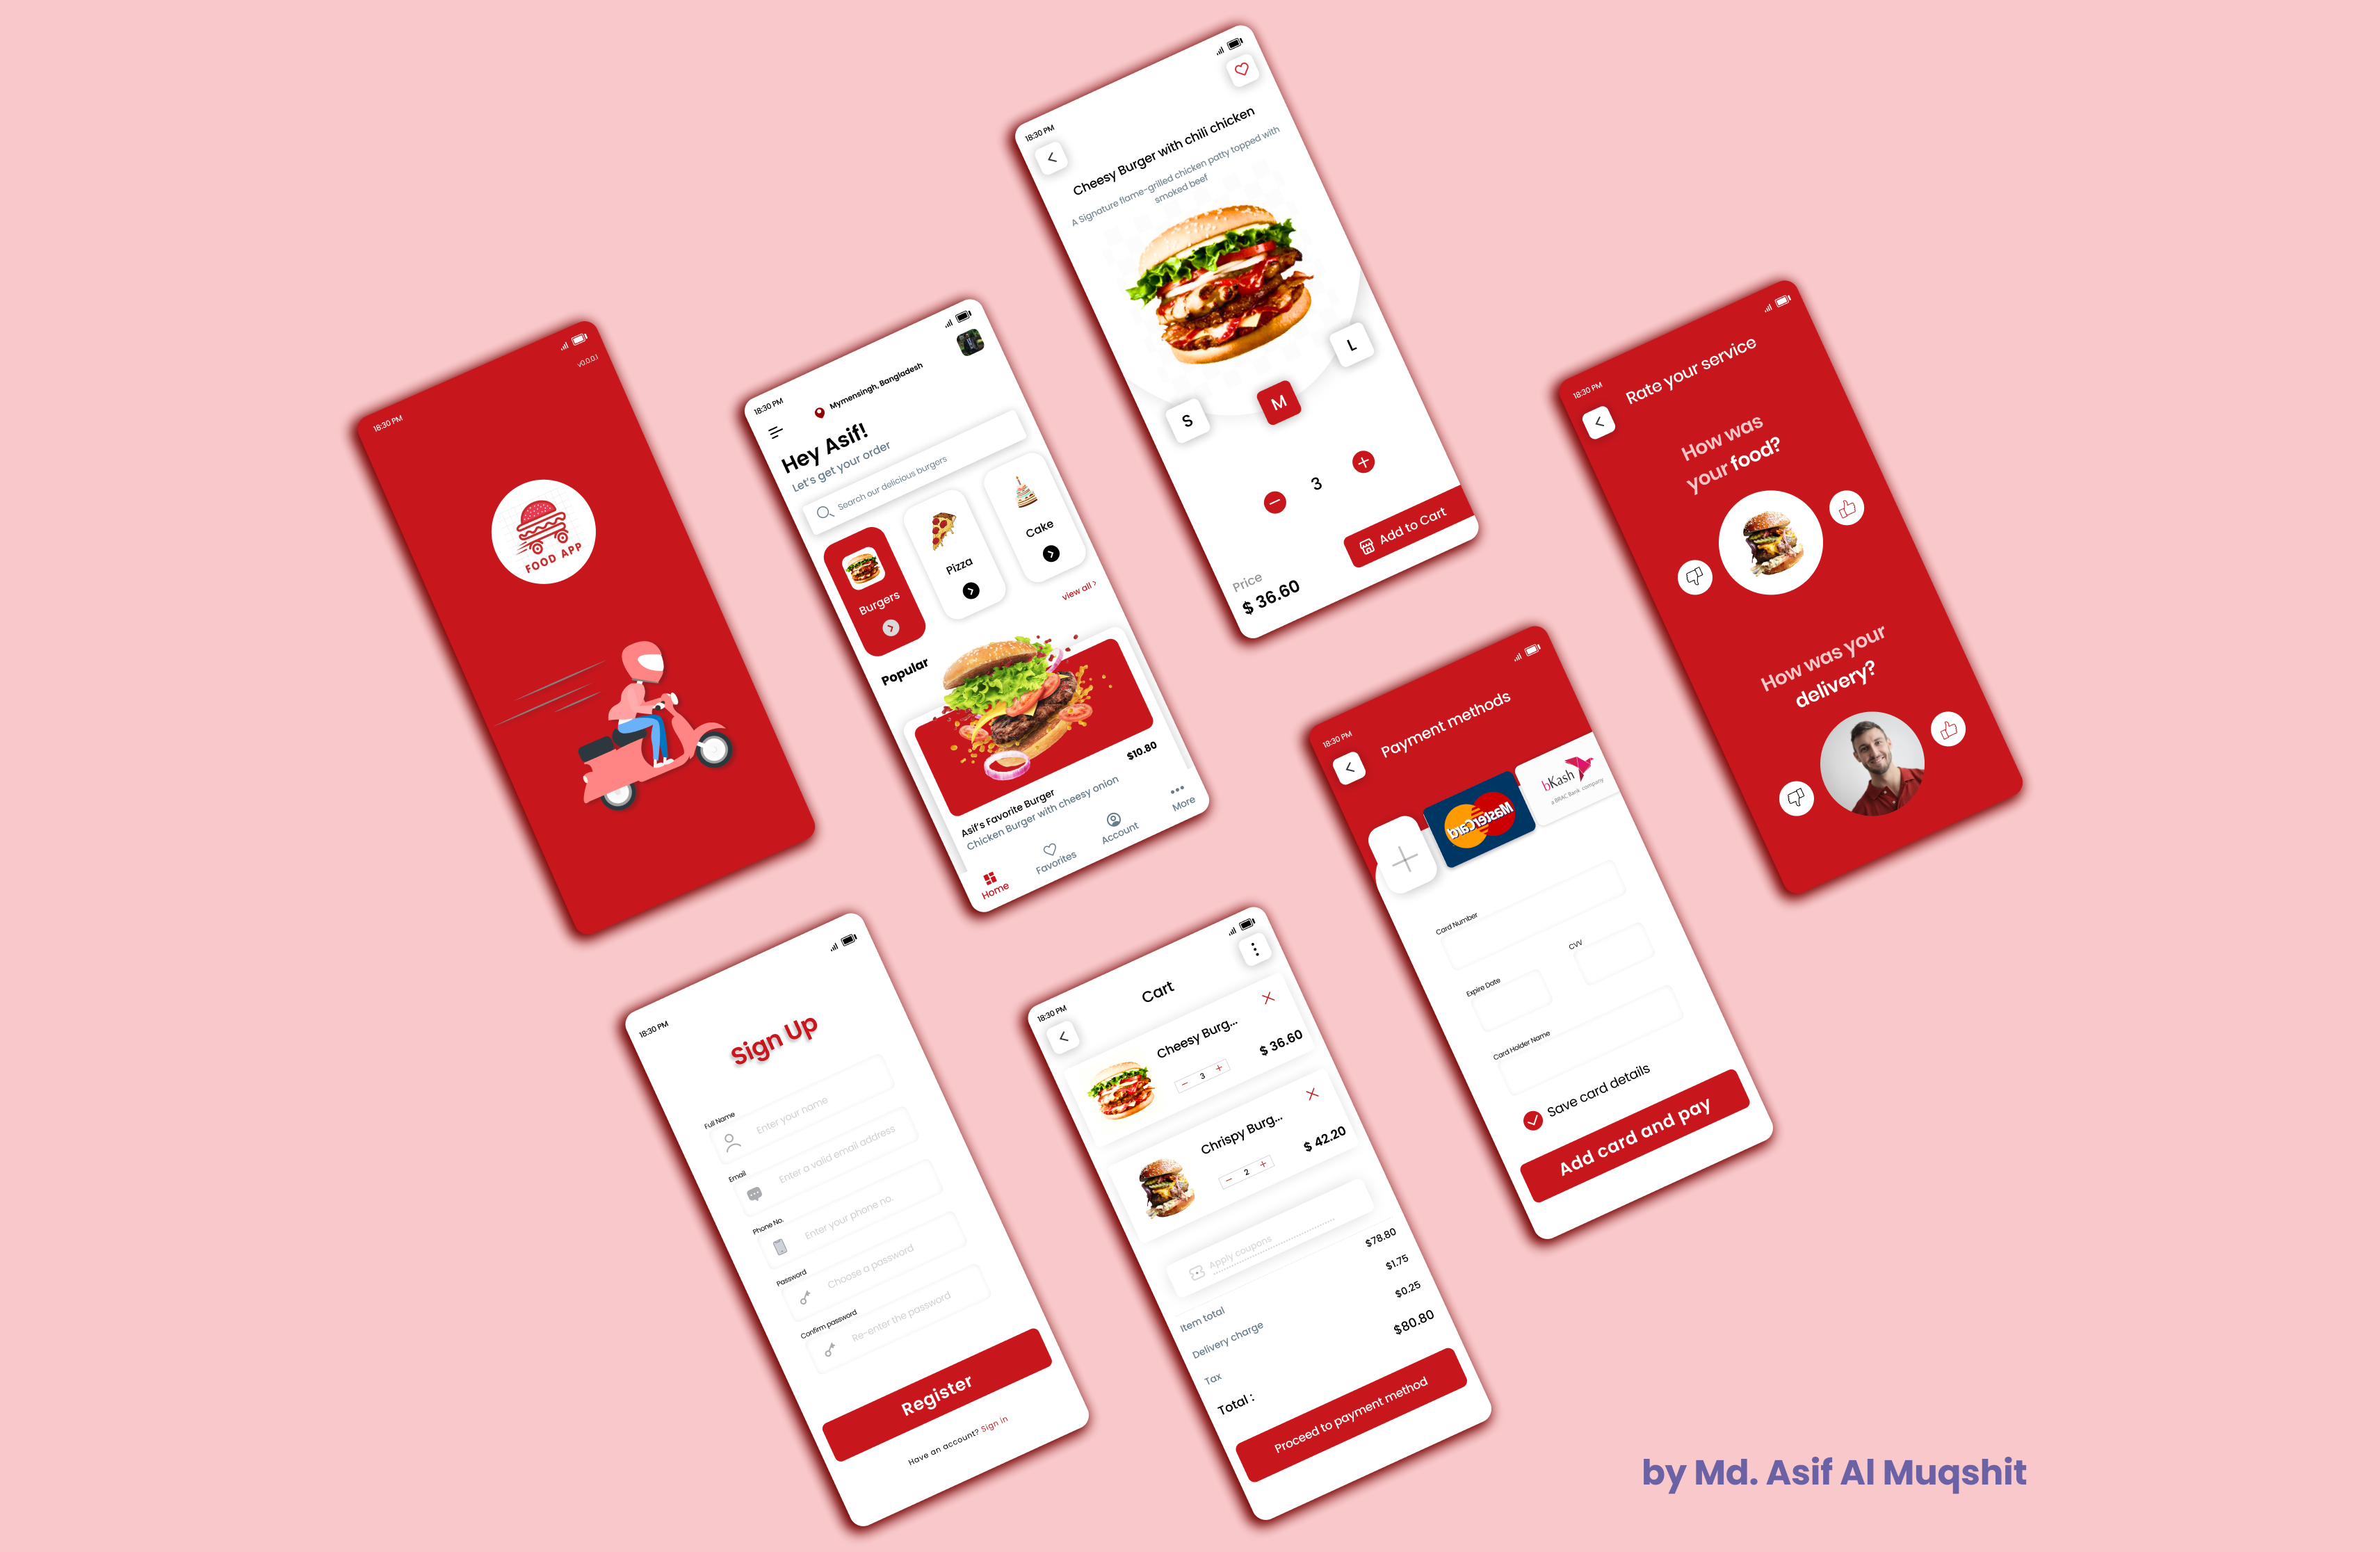 18:30 PM
v0.0.0.1
FOOD APP
18:30 PM
Mymensingh, Bangladesh
Hey Asif!
Let's get your order
Search our delicious burgers
Burgers
Pizza
Cake
view all >
Popular
$10.80
Asif's Favorite Burger
Chicken Burger with cheesy onion
Home
Favorites
Account
More
18:30 PM
Cheesy Burger with chili chicken
A Signature flame-grilled chicken patty topped with
smoked beef
S
M
L
3
Price
$ 36.60
Add to Cart
18:30 PM
Rate your service
How was
your food?
How was your
delivery?
18:30 PM
Sign Up
Full Name
Enter your name
Email
Enter a valid email address
Phone No.
Enter your phone no.
Password
Choose a password
Confirm password
Re-enter the password
Register
Have an account? Sign in
18:30 PM
Cart
Cheesy Burg...
3
$ 36.60
Chrispy Burg...
2
$ 42.20
Apply coupons
Item total $78.80
Delivery charge $1.75
Tax $0.25
Total : $80.80
Proceed to payment method
18:30 PM
Payment methods
MasterCard
bKash
a BRAC Bank company
Card Number
Expire Date
CVV
Card Holder Name
Save card details
Add card and pay
by Md. Asif Al Muqshit